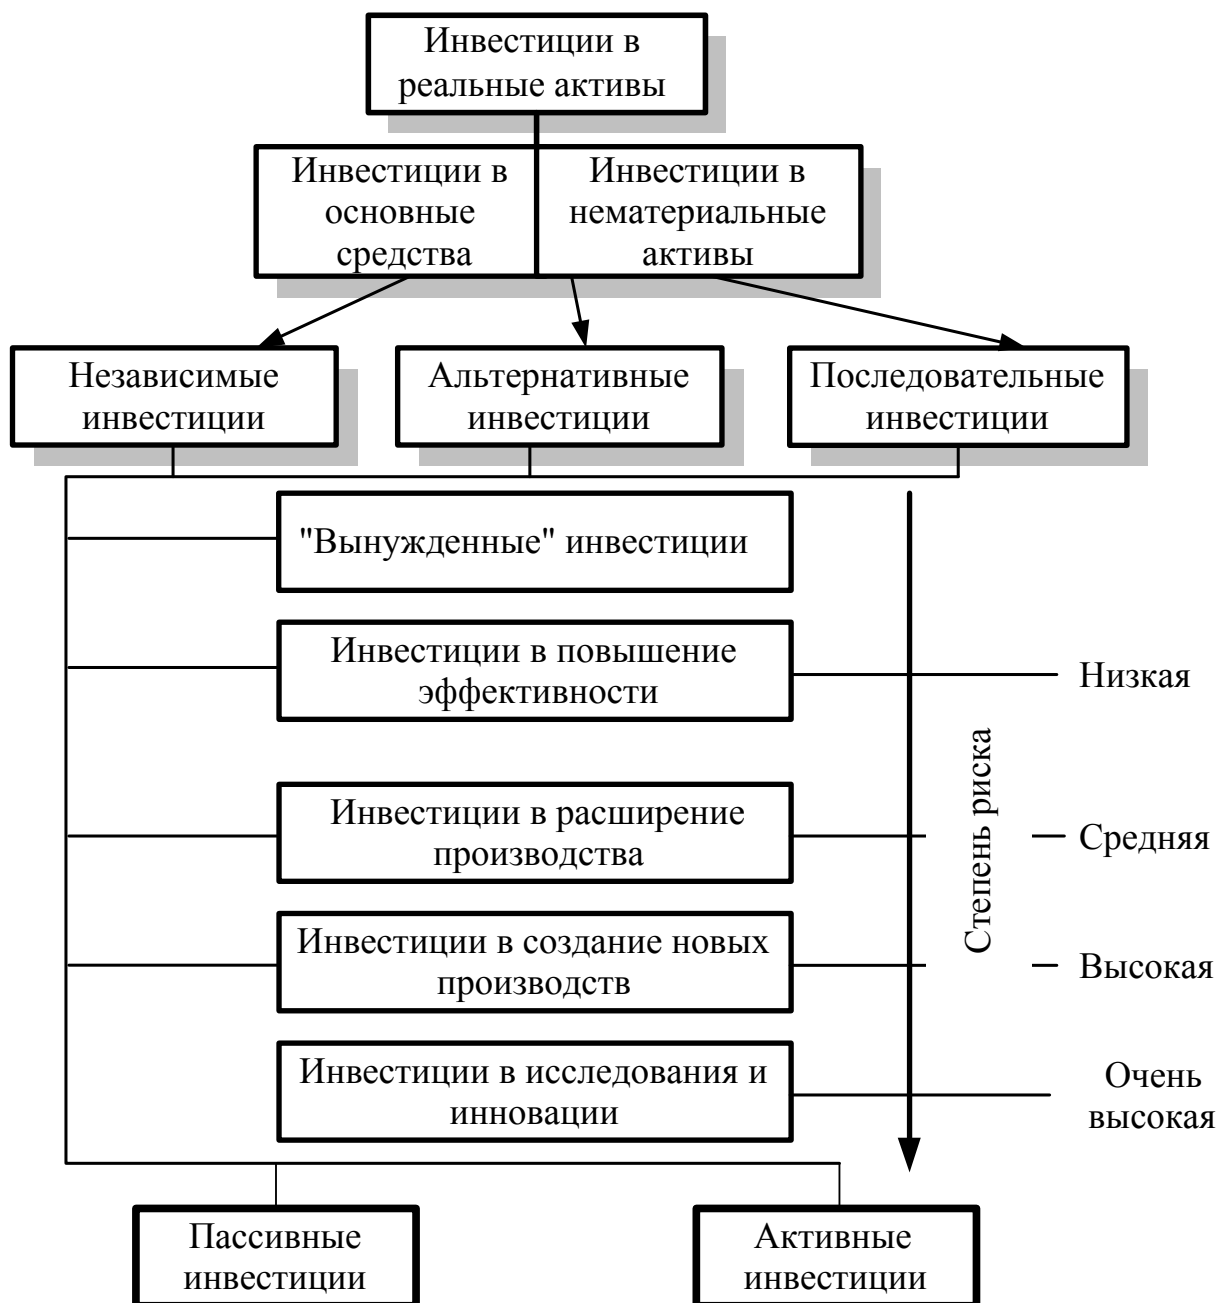 Инвестиции в
реальные активы
Инвестиции в
основные
средства
Инвестиции в
нематериальные
активы
Независимые
инвестиции
Альтернативные
инвестиции
Последовательные
инвестиции
"Вынужденные" инвестиции
Инвестиции в повышение
эффективности
Низкая
Степень риска
Инвестиции в расширение
производства
Средняя
Инвестиции в создание новых
производств
Высокая
Инвестиции в исследования и
инновации
Очень
высокая
Пассивные
инвестиции
Активные
инвестиции